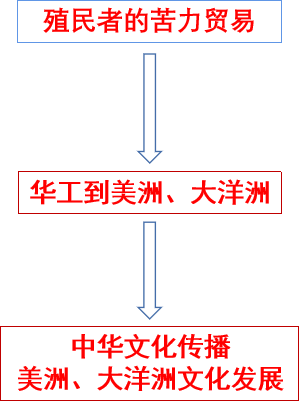 殖民者的苦力贸易
华工到美洲、大洋洲
中华文化传播
美洲、大洋洲文化发展